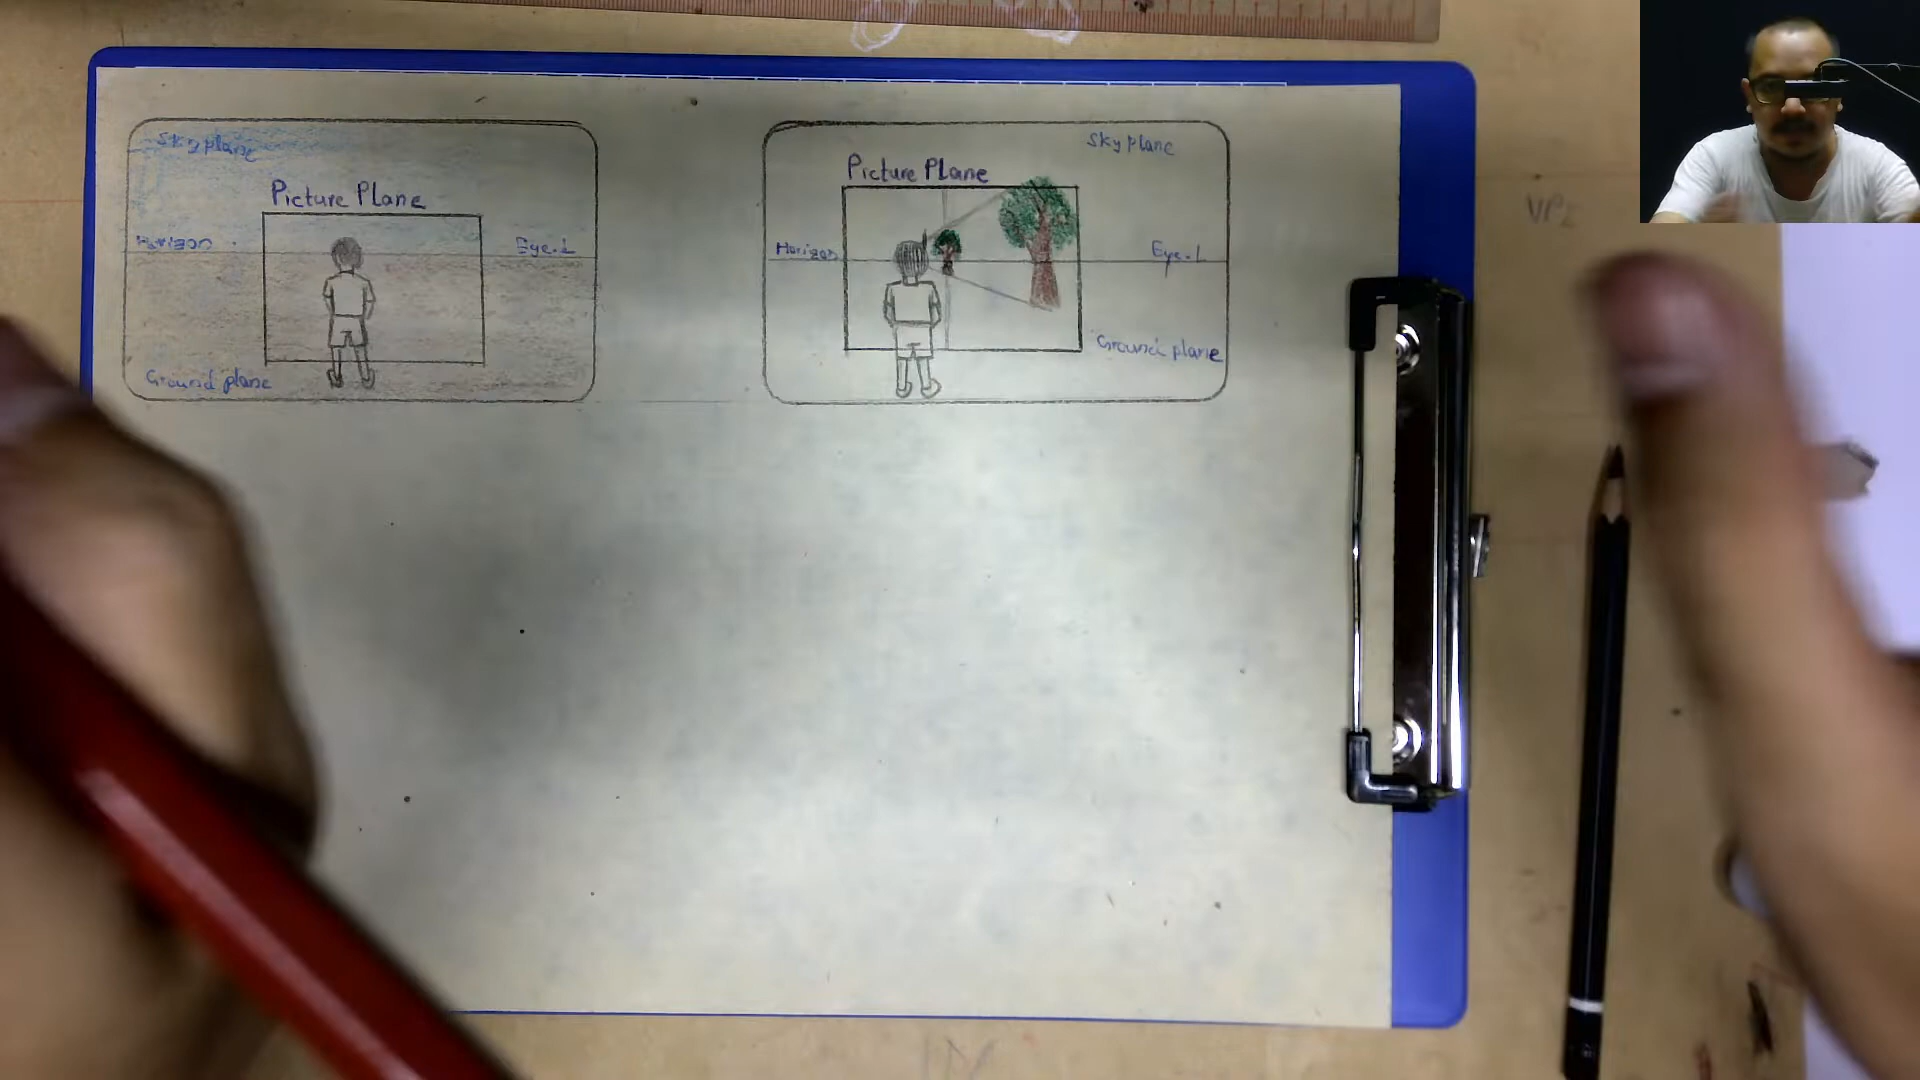 Sky plane
Picture Plane
Horizon
Eye.L
Ground plane
Sky plane
Picture Plane
Horizon
Eye.L
Ground plane